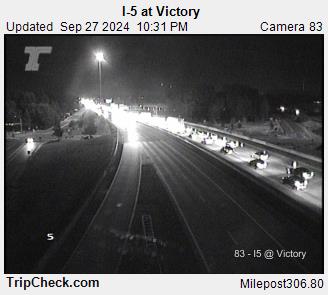 I-5 at Victory
Updated Sep 27 2024 10:31 PM Camera 83
T
S
83 - I5 @ Victory
TripCheck.com Milepost306.80